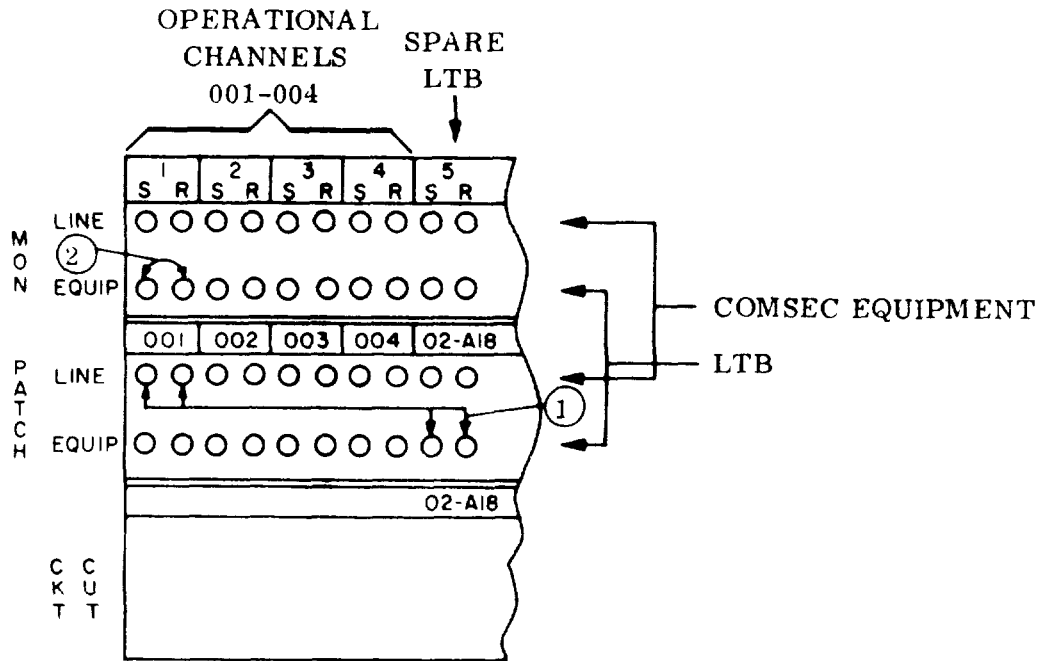 OPERATIONAL
CHANNELS
001-004
SPARE
LTB
1 2 3 4 5
S R S R S R S R S R
MON
LINE
2
EQUIP
COMSEC EQUIPMENT
001 002 003 004 02-A18
LTB
PATCH
LINE
1
EQUIP
02-A18
CKT
CUT